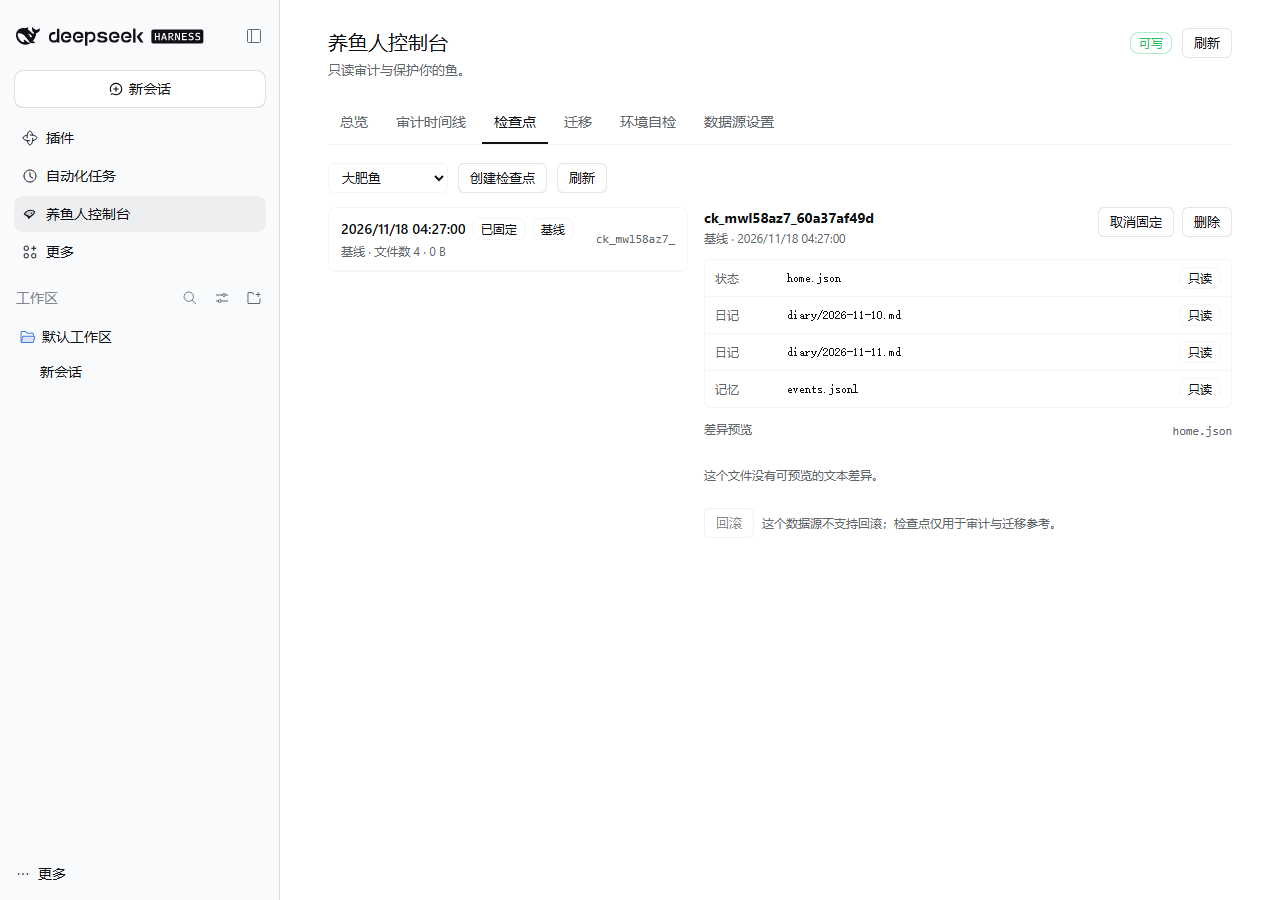 deepseek HARNESS
新会话
插件
自动化任务
养鱼人控制台
更多
工作区
默认工作区
新会话
更多
养鱼人控制台
只读审计与保护你的鱼。
可写
刷新
总览
审计时间线
检查点
迁移
环境自检
数据源设置
大肥鱼
创建检查点
刷新
2026/11/18 04:27:00 已固定 基线
基线 · 文件数 4 · 0 B
ck_mwl58az7_
ck_mwl58az7_60a37af49d
基线 · 2026/11/18 04:27:00
取消固定
删除
状态 home.json 只读
日记 diary/2026-11-10.md 只读
日记 diary/2026-11-11.md 只读
记忆 events.jsonl 只读
差异预览 home.json
这个文件没有可预览的文本差异。
回滚 这个数据源不支持回滚；检查点仅用于审计与迁移参考。